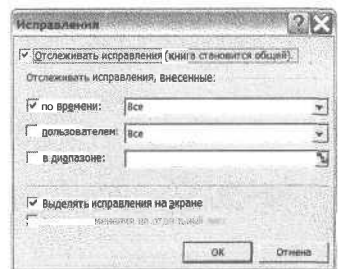 Исправления
Отслеживать исправления (книга становится общей).
Отслеживать исправления, внесенные:
по времени: Все
пользователем: Все
в диапазоне:
Выделять исправления на экране
ОК Отмена